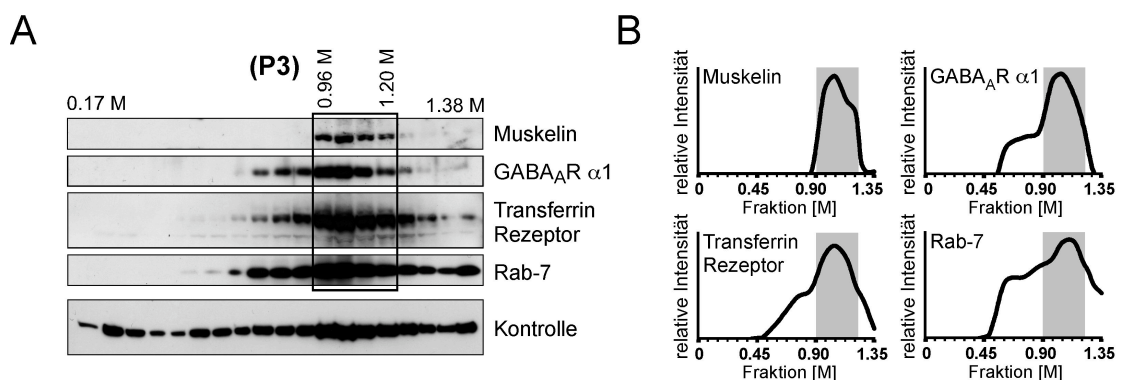 A
(P3)
0.96 M
1.20 M
0.17 M
1.38 M
Muskelin
GABAAR α1
Transferrin
Rezeptor
Rab-7
Kontrolle
B
relative Intensität
Muskelin
0 0.45 0.90 1.35
Fraktion [M]
relative Intensität
GABAAR α1
0 0.45 0.90 1.35
Fraktion [M]
relative Intensität
Transferrin
Rezeptor
0 0.45 0.90 1.35
Fraktion [M]
relative Intensität
Rab-7
0 0.45 0.90 1.35
Fraktion [M]